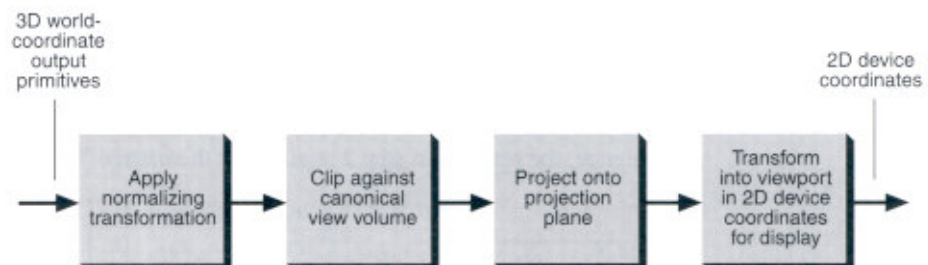 3D world-
coordinate
output
primitives
2D device
coordinates
Apply
normalizing
transformation
Clip against
canonical
view volume
Project onto
projection
plane
Transform
into viewport
in 2D device
coordinates
for display